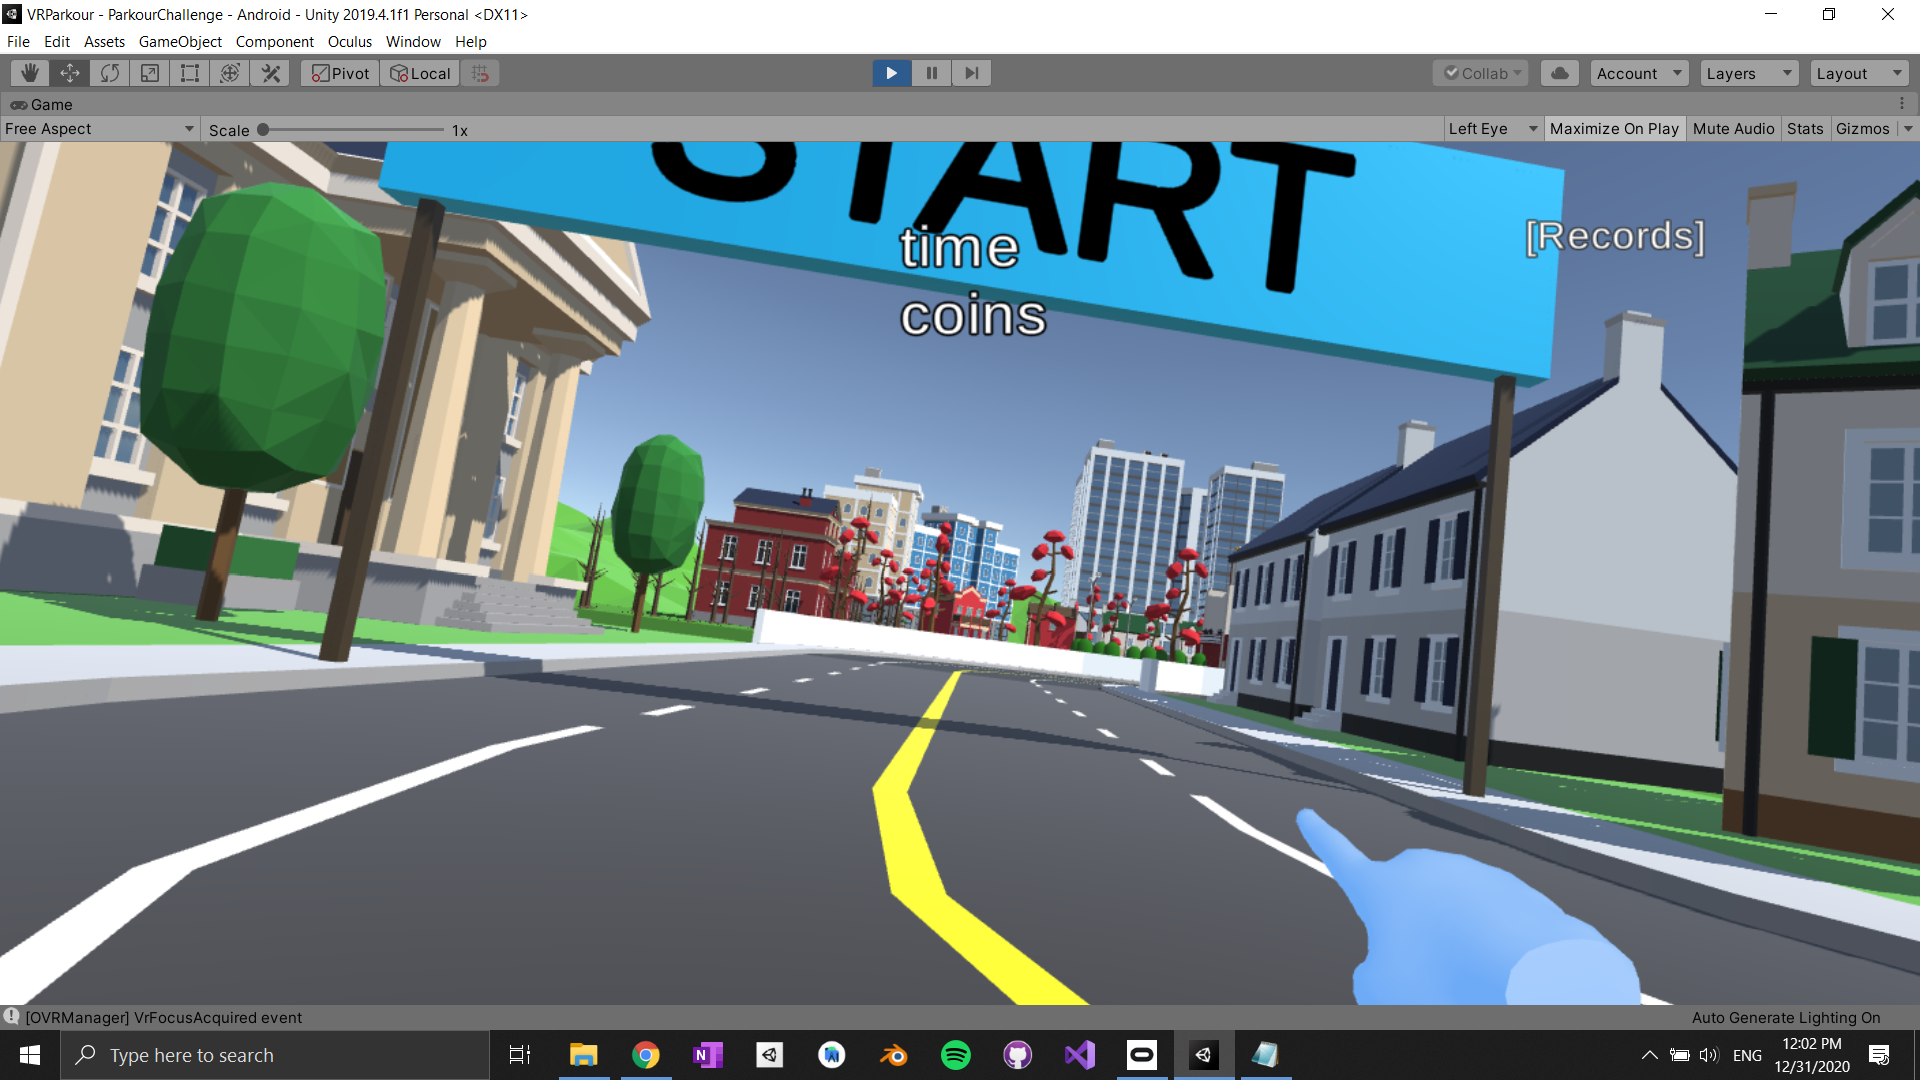 VRParkour - ParkourChallenge - Android - Unity 2019.4.1f1 Personal <DX11>
File Edit Assets GameObject Component Oculus Window Help
Pivot Local Collab Account Layers Layout
Game
Free Aspect Scale 1x Left Eye Maximize On Play Mute Audio Stats Gizmos
START
time
[Records]
coins
[OVRManager] VrFocusAcquired event Auto Generate Lighting On
Type here to search
ENG
12:02 PM
12/31/2020